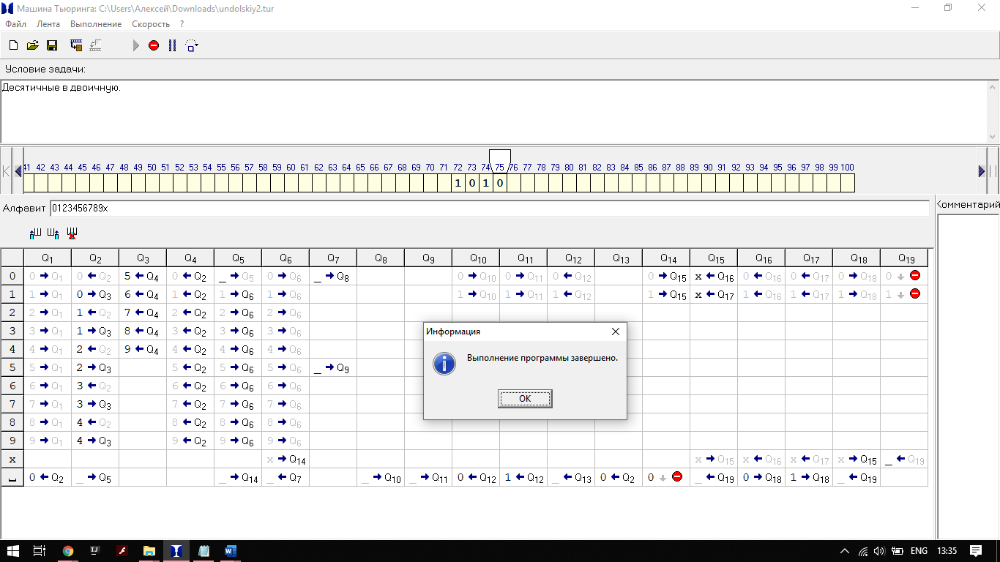 Машина Тьюринга: C:\Users\Алексей\Downloads\undolskiy2.tur
Файл Лента Выполнение Скорость ?
Условие задачи:
Десятичные в двоичную.
41 42 43 44 45 46 47 48 49 50 51 52 53 54 55 56 57 58 59 60 61 62 63 64 65 66 67 68 69 70 71 72 73 74 75 76 77 78 79 80 81 82 83 84 85 86 87 88 89 90 91 92 93 94 95 96 97 98 99 100
1 0 1 0
Алфавит 0123456789x
Комментарий
Q1 Q2 Q3 Q4 Q5 Q6 Q7 Q8 Q9 Q10 Q11 Q12 Q13 Q14 Q15 Q16 Q17 Q18 Q19
0 0 → Q1 0 ← Q2 5 ← Q4 0 ← Q2 _ → Q5 0 → Q6 _ → Q8 0 → Q10 0 → Q11 0 ← Q12 0 → Q15 x ← Q16 0 ← Q16 0 ← Q17 0 → Q18 0 ↓
1 1 → Q1 0 → Q3 6 ← Q4 1 ← Q2 1 → Q6 1 → Q6 1 → Q10 1 → Q11 1 ← Q12 1 → Q15 x ← Q17 1 ← Q16 1 ← Q17 1 → Q18 1 ↓
2 2 → Q1 1 ← Q2 7 ← Q4 2 ← Q2 2 → Q6 2 → Q6
3 3 → Q1 1 → Q3 8 ← Q4 3 ← Q2 3 → Q6 3 → Q6
4 4 → Q1 2 ← Q2 9 ← Q4 4 ← Q2 4 → Q6 4 → Q6
5 5 → Q1 2 → Q3 5 ← Q2 5 → Q6 5 → Q6 _ → Q9
6 6 → Q1 3 ← Q2 6 ← Q2 6 → Q6 6 → Q6
7 7 → Q1 3 → Q3 7 ← Q2 7 → Q6 7 → Q6
8 8 → Q1 4 ← Q2 8 ← Q2 8 → Q6 8 → Q6
9 9 → Q1 4 → Q3 9 ← Q2 9 → Q6 9 → Q6
x x → Q14 x → Q15 x ← Q16 x ← Q17 x → Q15 _ ← Q19
0 ← Q2 _ → Q5 _ → Q14 _ ← Q7 _ → Q10 _ → Q11 0 ← Q12 1 ← Q12 _ ← Q13 0 ← Q2 0 ↓ _ ← Q19 0 → Q18 1 → Q18 _ ← Q19
Информация
Выполнение программы завершено.
OK
IJ
ENG 13:35